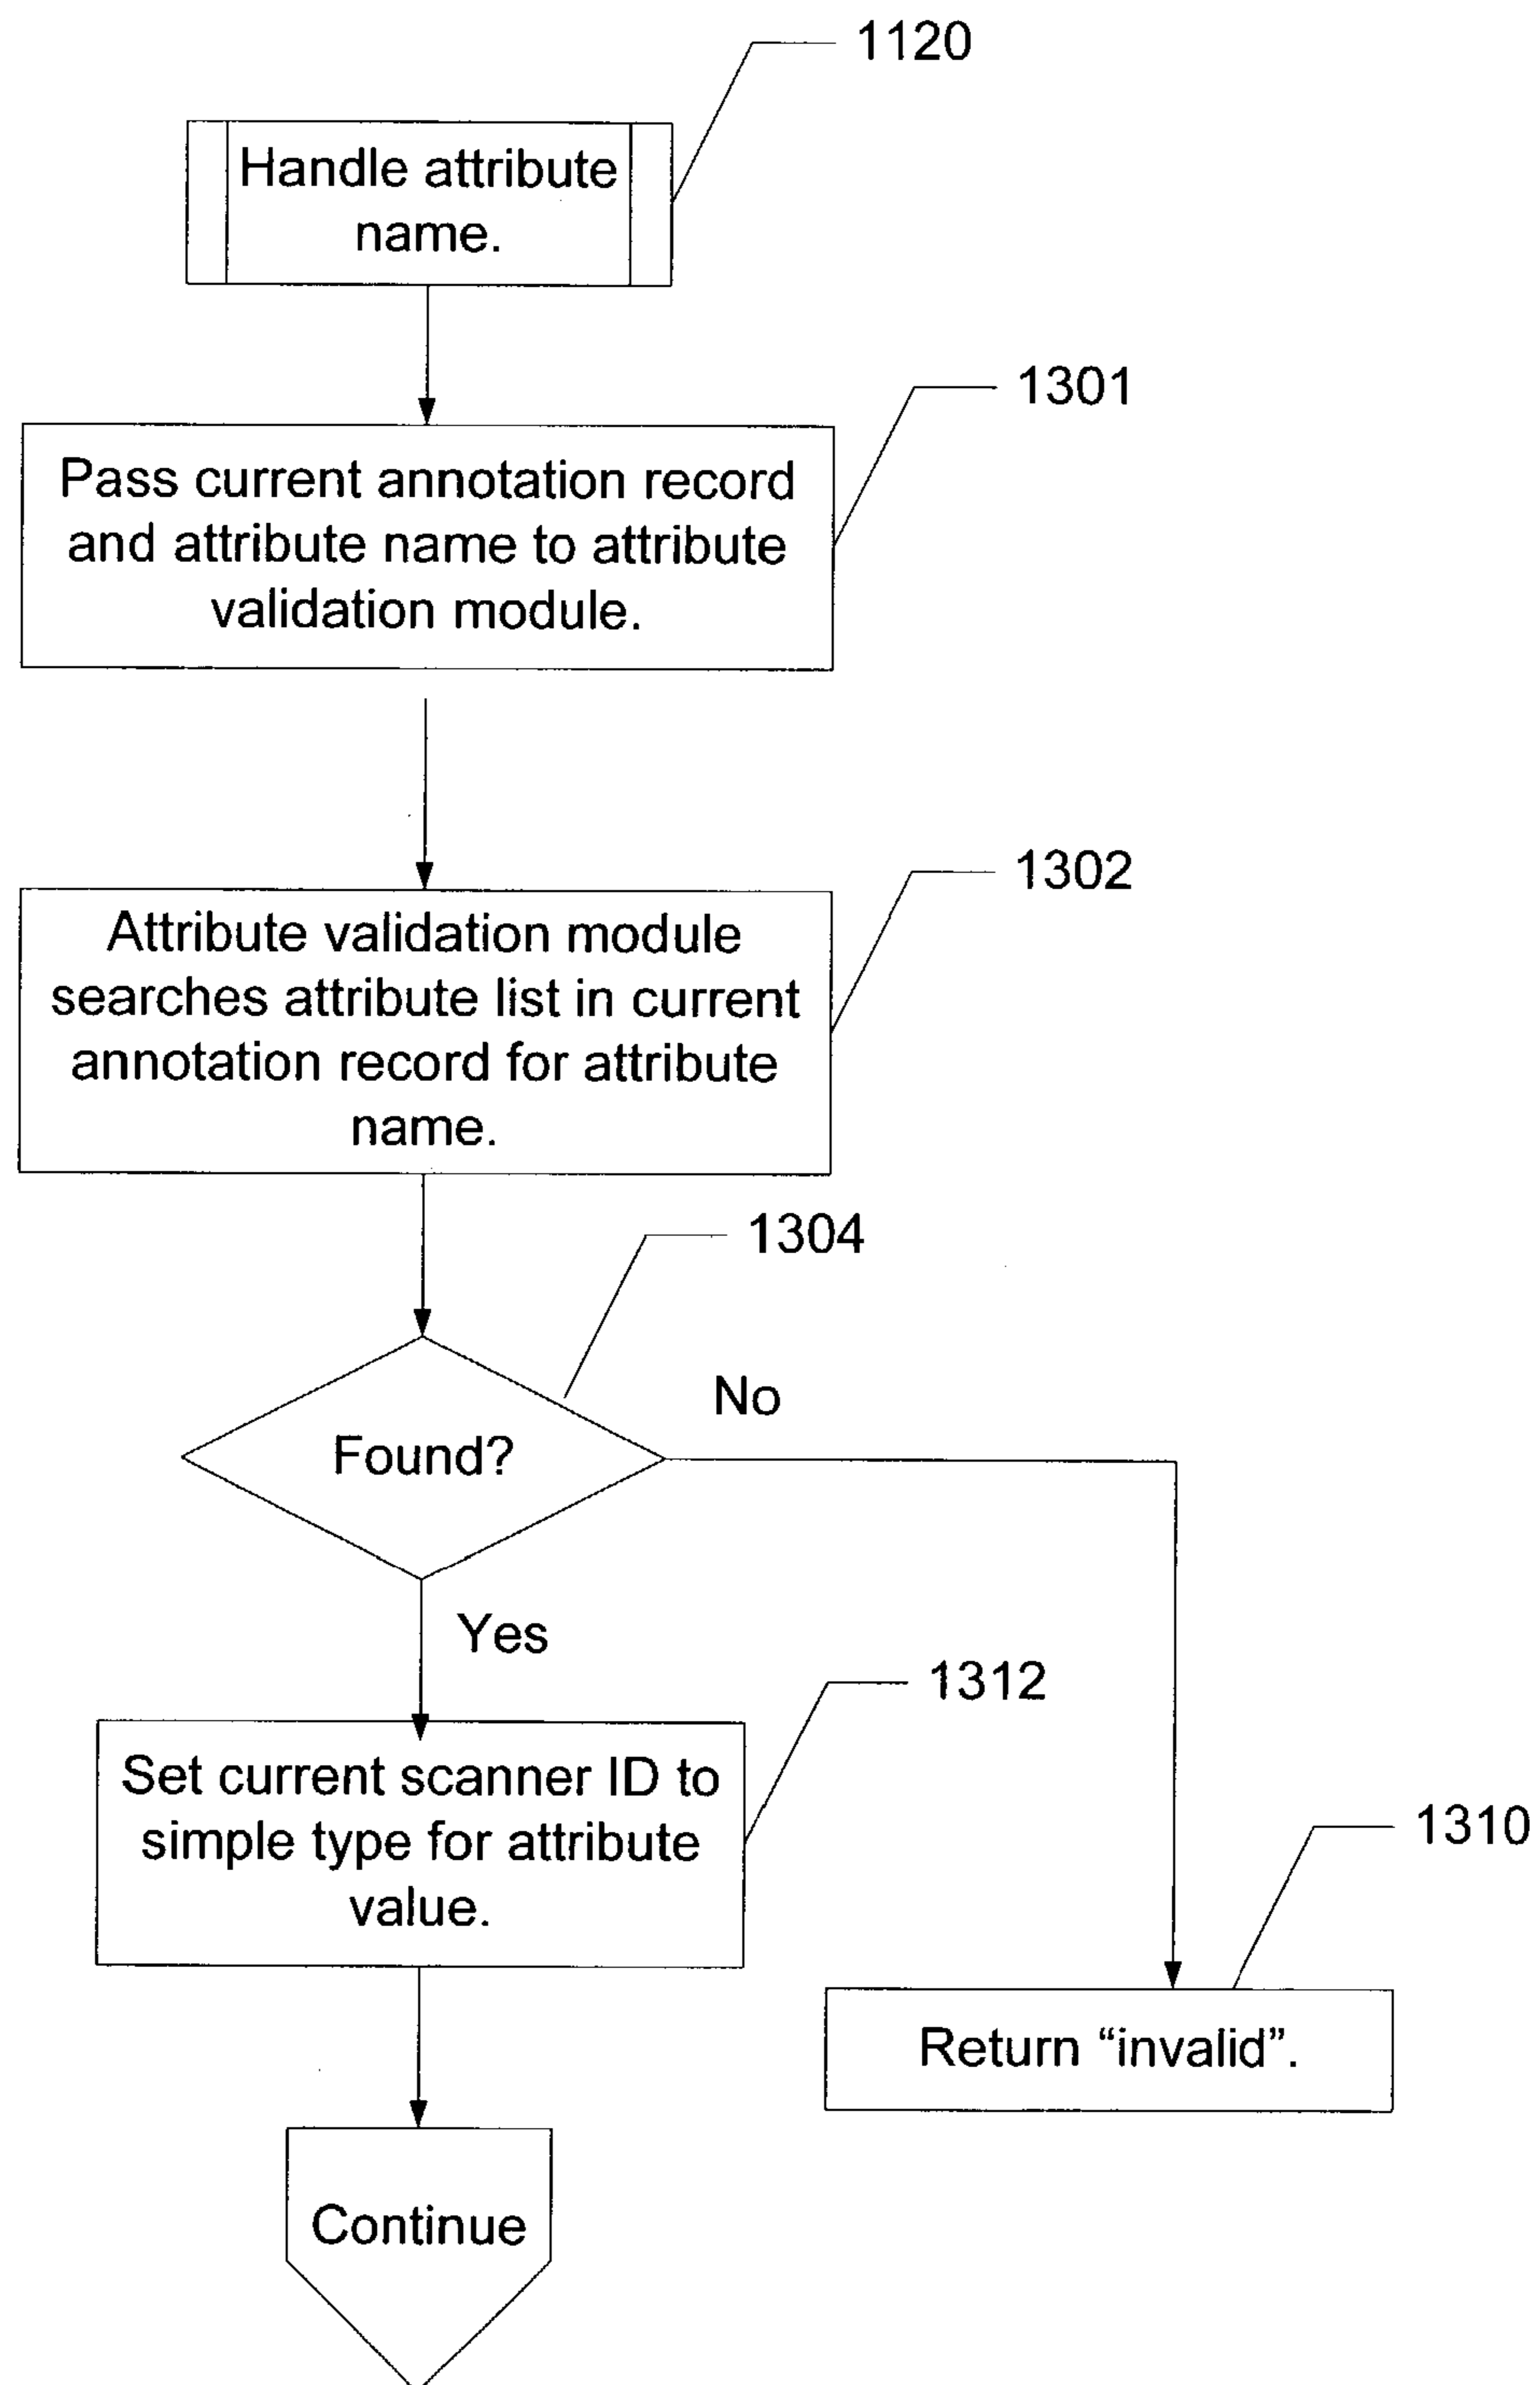 1120
Handle attribute
name.
1301
Pass current annotation record
and attribute name to attribute
validation module.
1302
Attribute validation module
searches attribute list in current
annotation record for attribute
name.
1304
No
Found?
Yes
1312
Set current scanner ID to
simple type for attribute
value.
1310
Return “invalid”.
Continue